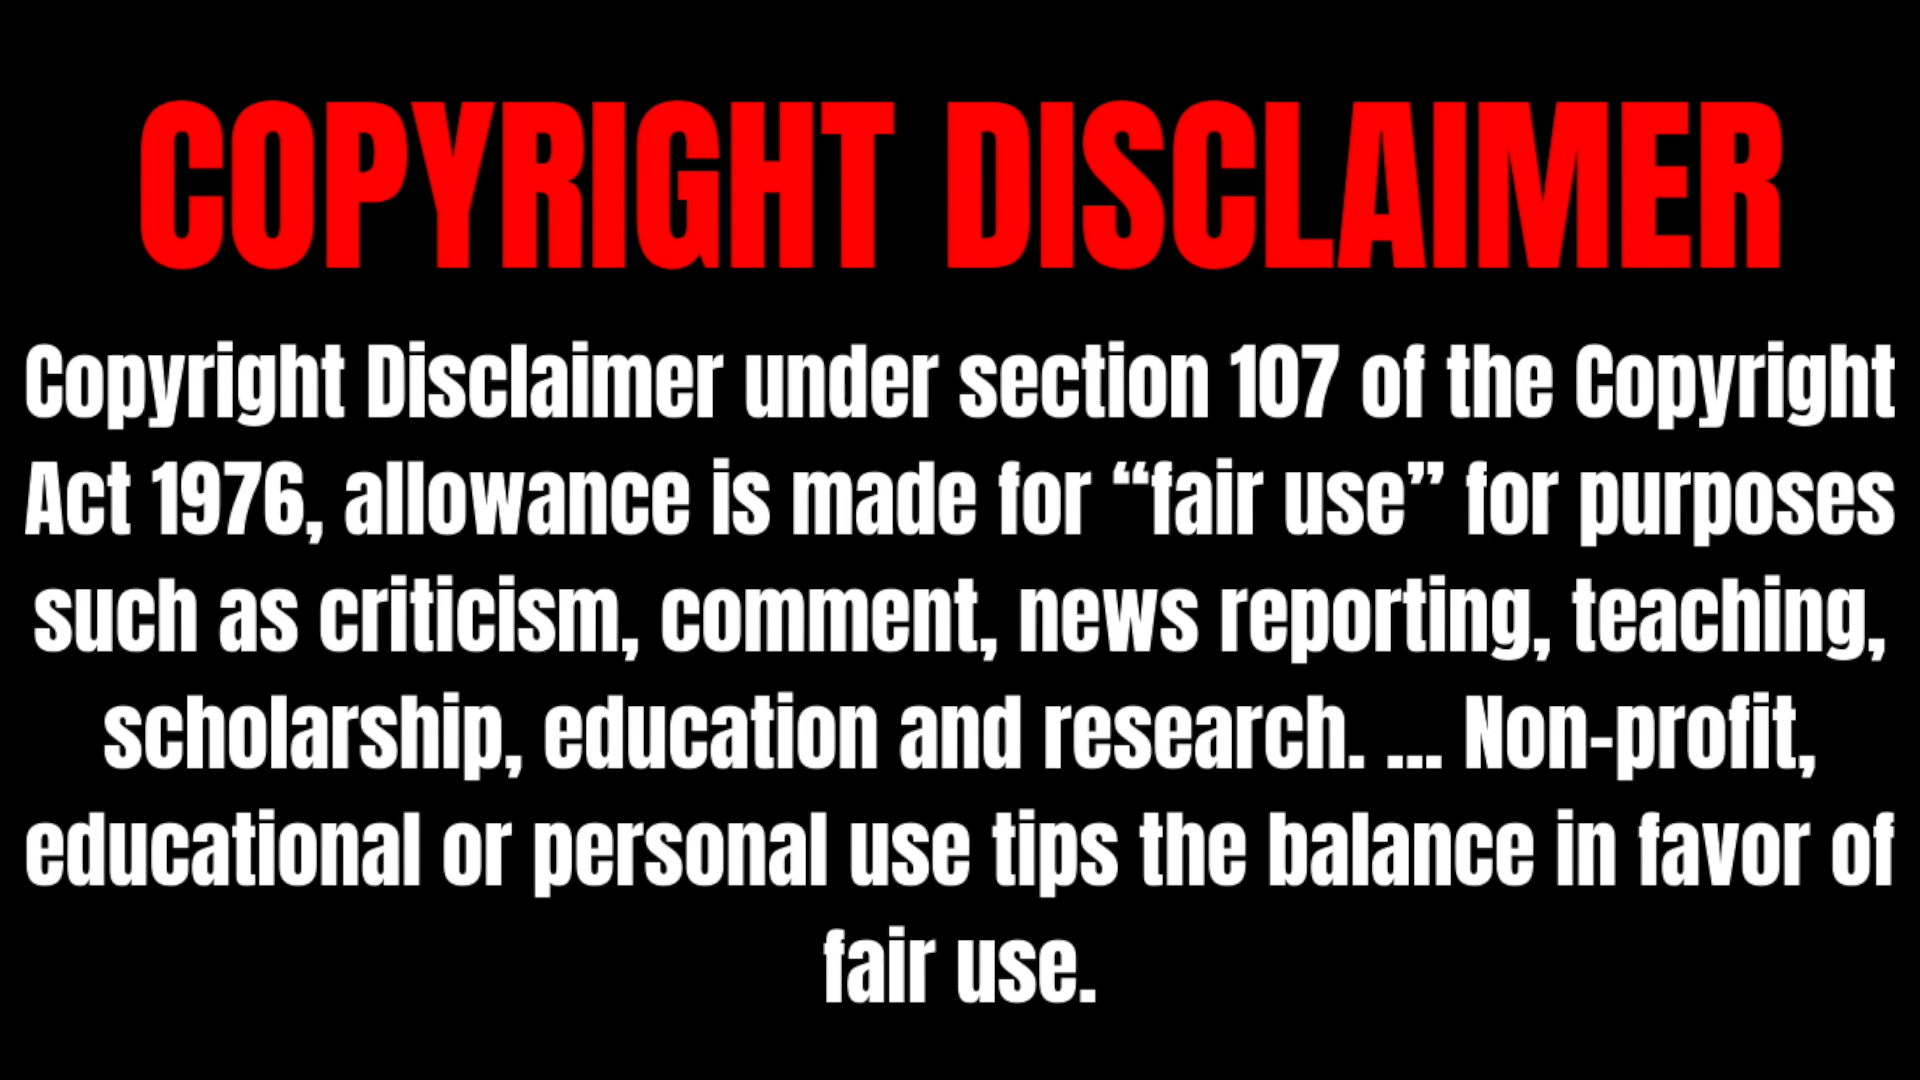 COPYRIGHT DISCLAIMER
Copyright Disclaimer under section 107 of the Copyright
Act 1976, allowance is made for “fair use” for purposes
such as criticism, comment, news reporting, teaching,
scholarship, education and research. ... Non-profit,
educational or personal use tips the balance in favor of
fair use.